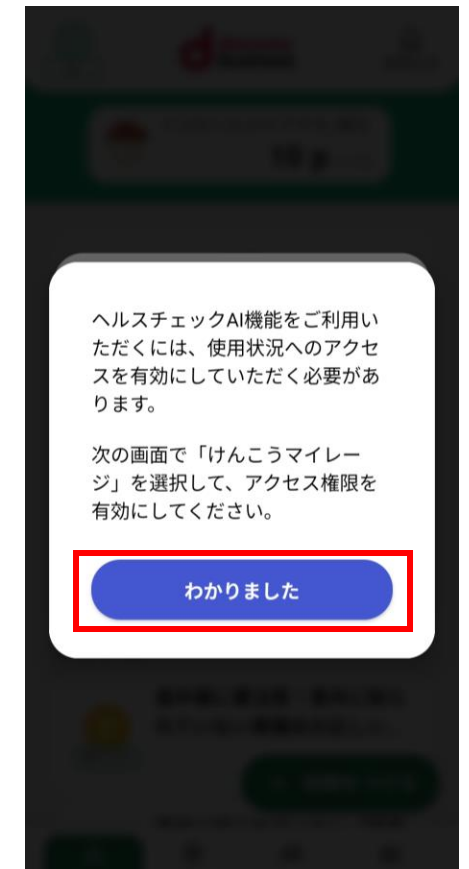 ヘルスチェックAI機能をご利用い
ただくには、使用状況へのアクセ
スを有効にしていただく必要があ
ります。
次の画面で「けんこうマイレー
ジ」を選択して、アクセス権限を
有効にしてください。
わかりました